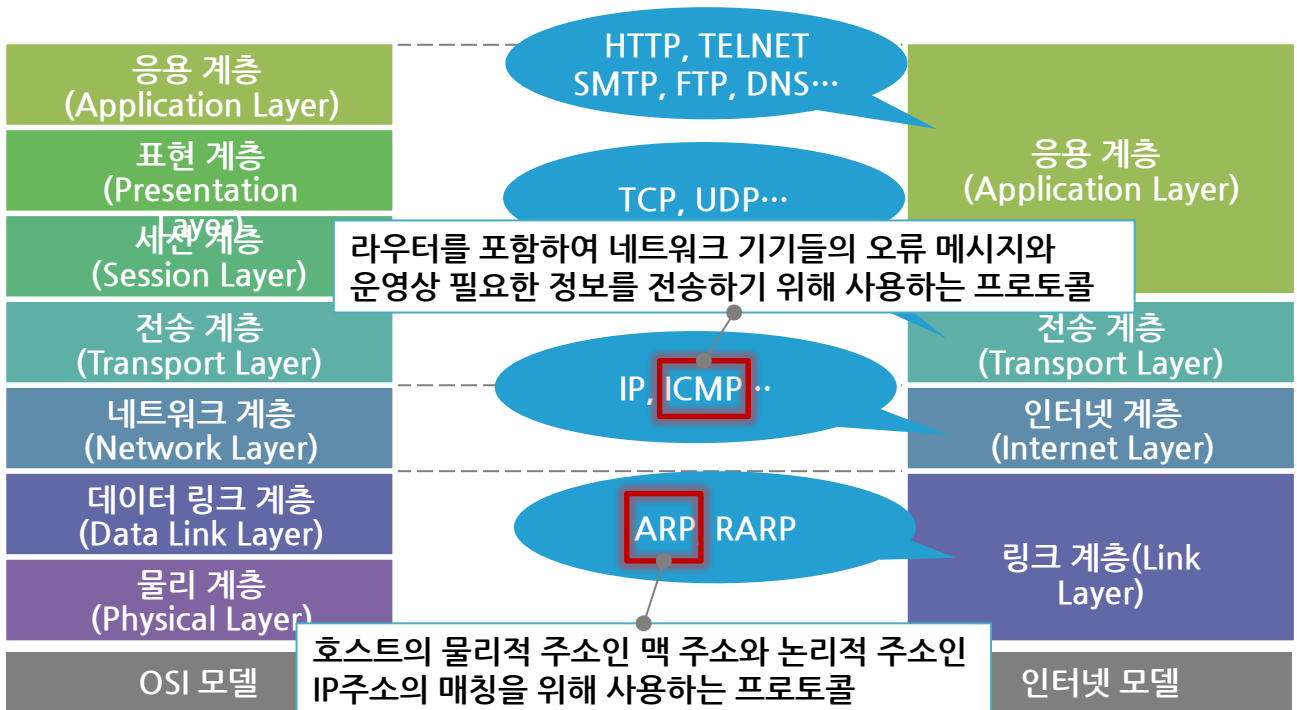 응용 계층
(Application Layer)
표현 계층
(Presentation
Layer)
세션 계층
(Session Layer)
전송 계층
(Transport Layer)
네트워크 계층
(Network Layer)
데이터 링크 계층
(Data Link Layer)
물리 계층
(Physical Layer)
OSI 모델
HTTP, TELNET
SMTP, FTP, DNS…
TCP, UDP…
라우터를 포함하여 네트워크 기기들의 오류 메시지와
운영상 필요한 정보를 전송하기 위해 사용하는 프로토콜
IP, ICMP…
ARP, RARP
호스트의 물리적 주소인 맥 주소와 논리적 주소인
IP주소의 매칭을 위해 사용하는 프로토콜
응용 계층
(Application Layer)
전송 계층
(Transport Layer)
인터넷 계층
(Internet Layer)
링크 계층(Link
Layer)
인터넷 모델